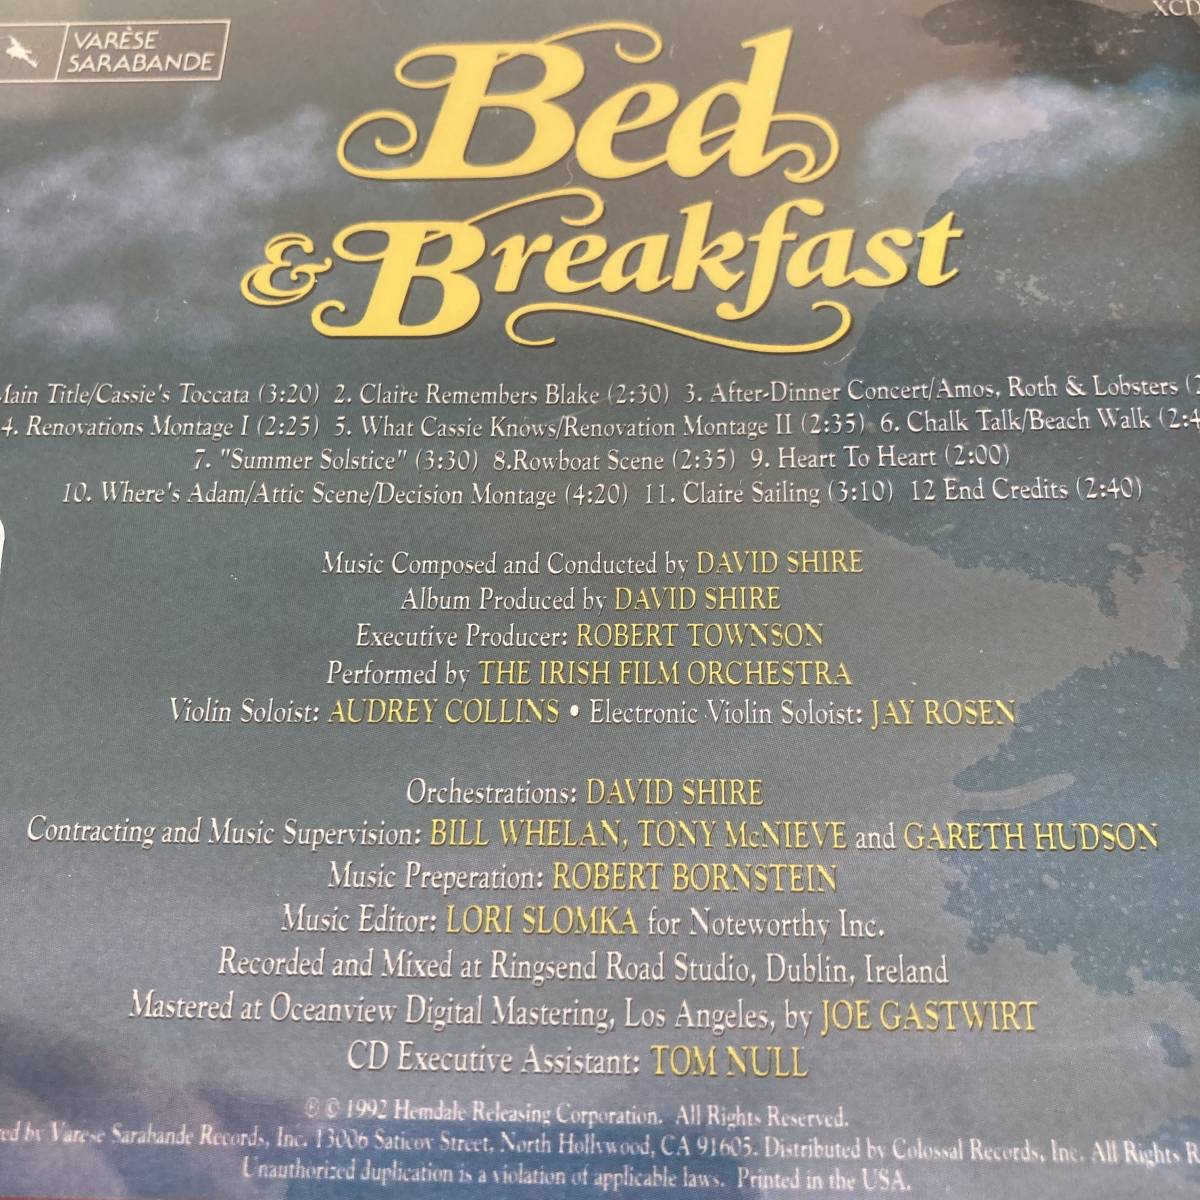 XCD
VARÈSE
SARABANDE
Bed
& Breakfast
Main Title/Cassie's Toccata (3:20) 2. Claire Remembers Blake (2:30) 3. After-Dinner Concert/Amos, Roth & Lobsters (
4. Renovations Montage I (2:25) 5. What Cassie Knows/Renovation Montage II (2:35) 6. Chalk Talk/Beach Walk (2:4
7. "Summer Solstice" (3:30) 8.Rowboat Scene (2:35) 9. Heart To Heart (2:00)
10. Where's Adam/Attic Scene/Decision Montage (4:20) 11. Claire Sailing (3:10) 12 End Credits (2:40)
Music Composed and Conducted by DAVID SHIRE
Album Produced by DAVID SHIRE
Executive Producer: ROBERT TOWNSON
Performed by THE IRISH FILM ORCHESTRA
Violin Soloist: AUDREY COLLINS • Electronic Violin Soloist: JAY ROSEN
Orchestrations: DAVID SHIRE
Contracting and Music Supervision: BILL WHELAN, TONY McNIEVE and GARETH HUDSON
Music Preperation: ROBERT BORNSTEIN
Music Editor: LORI SLOMKA for Noteworthy Inc.
Recorded and Mixed at Ringsend Road Studio, Dublin, Ireland
Mastered at Oceanview Digital Mastering, Los Angeles, by JOE GASTWIRT
CD Executive Assistant: TOM NULL
℗ © 1992 Hemdale Releasing Corporation. All Rights Reserved.
ed by Varese Sarabande Records, Inc. 13006 Saticoy Street, North Hollywood, CA 91605. Distributed by Colossal Records, Inc. All Rights R
Unauthorized duplication is a violation of applicable laws. Printed in the USA.